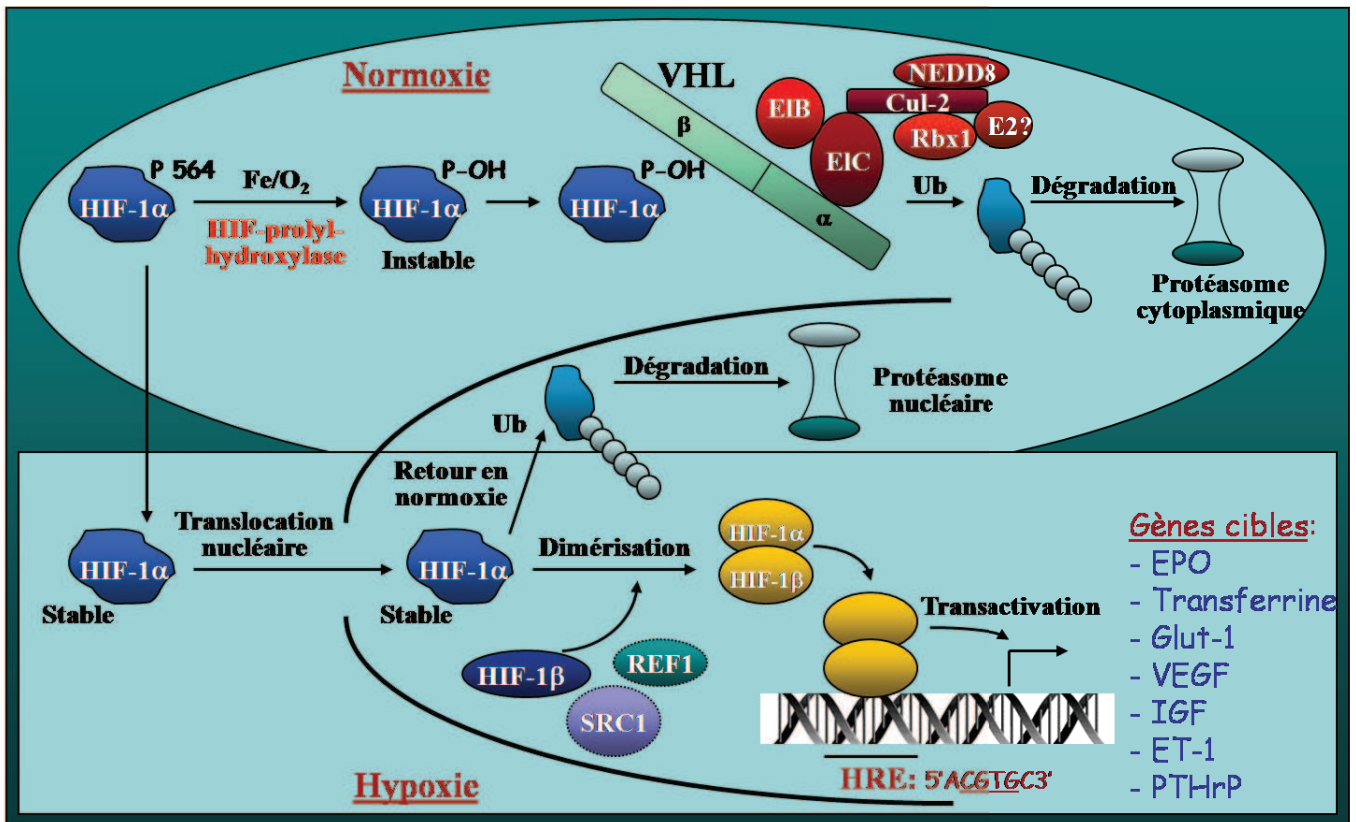 Normoxie
VHL
β
α
ElB
ElC
NEDD8
Cul-2
Rbx1
E2?
HIF-1α
P 564
Fe/O₂
HIF-prolyl-
hydroxylase
HIF-1α
P-OH
Instable
HIF-1α
P-OH
Ub
Dégradation
Protéasome
cytoplasmique
Dégradation
Protéasome
nucléaire
Ub
Retour en
normoxie
HIF-1α
Stable
Translocation
nucléaire
HIF-1α
Stable
Dimérisation
HIF-1β
REF1
SRC1
HIF-1α
HIF-1β
Transactivation
HRE: 5'ACGTGC3'
Hypoxie
Gènes cibles:
- EPO
- Transferrine
- Glut-1
- VEGF
- IGF
- ET-1
- PTHrP